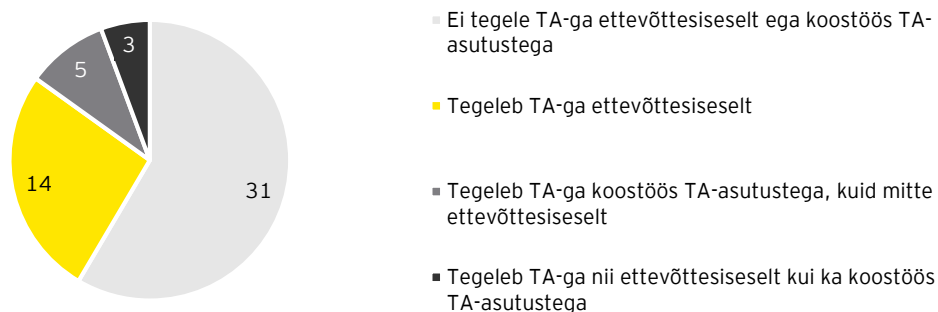 3
5
14
31
Ei tegele TA-ga ettevõttesiseselt ega koostöös TA-
asutustega
Tegeleb TA-ga ettevõttesiseselt
Tegeleb TA-ga koostöös TA-asutustega, kuid mitte
ettevõttesiseselt
Tegeleb TA-ga nii ettevõttesiseselt kui ka koostöös
TA-asutustega